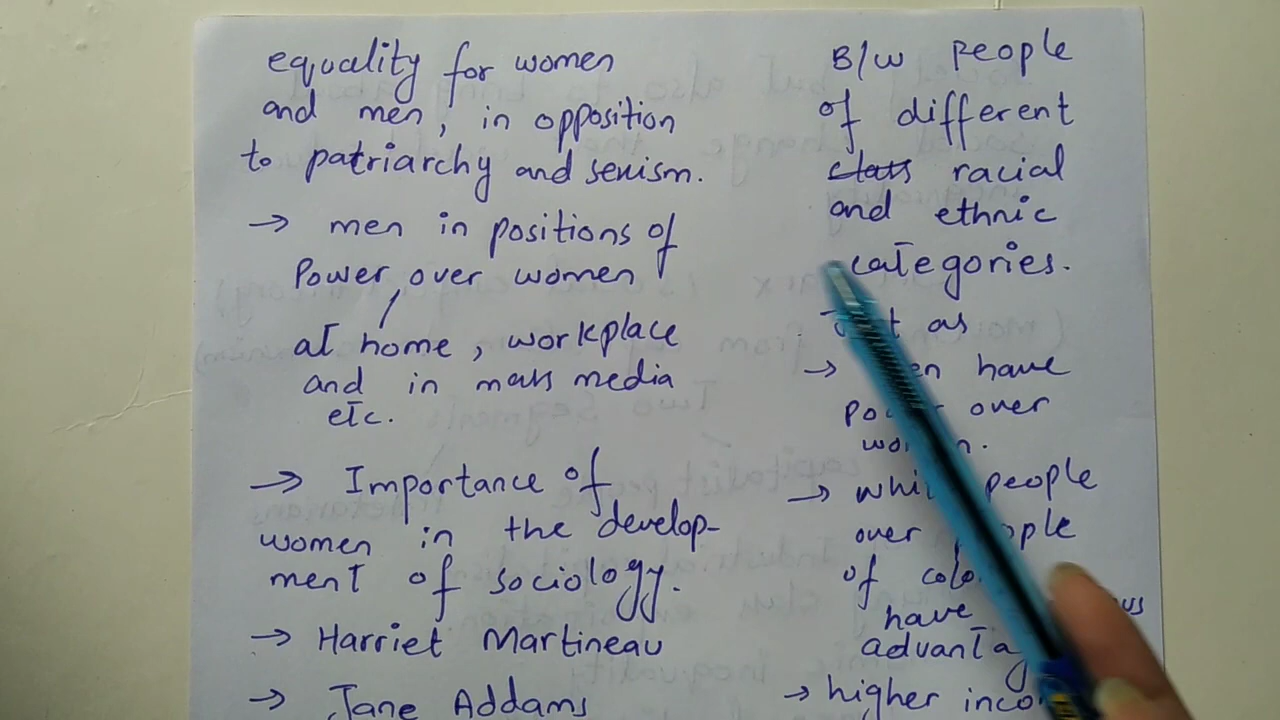 equality for women
and men, in opposition
to patriarchy and sexism.
→ men in positions of
Power over women
at home, workplace
and in mass media
etc.
→ Importance of
women in the develop-
ment of sociology.
→ Harriet Martineau
→ Jane Addams
B/W people
of different
class racial
and ethnic
categories.
as
→ have
over
→ people
over
of
have
→ higher